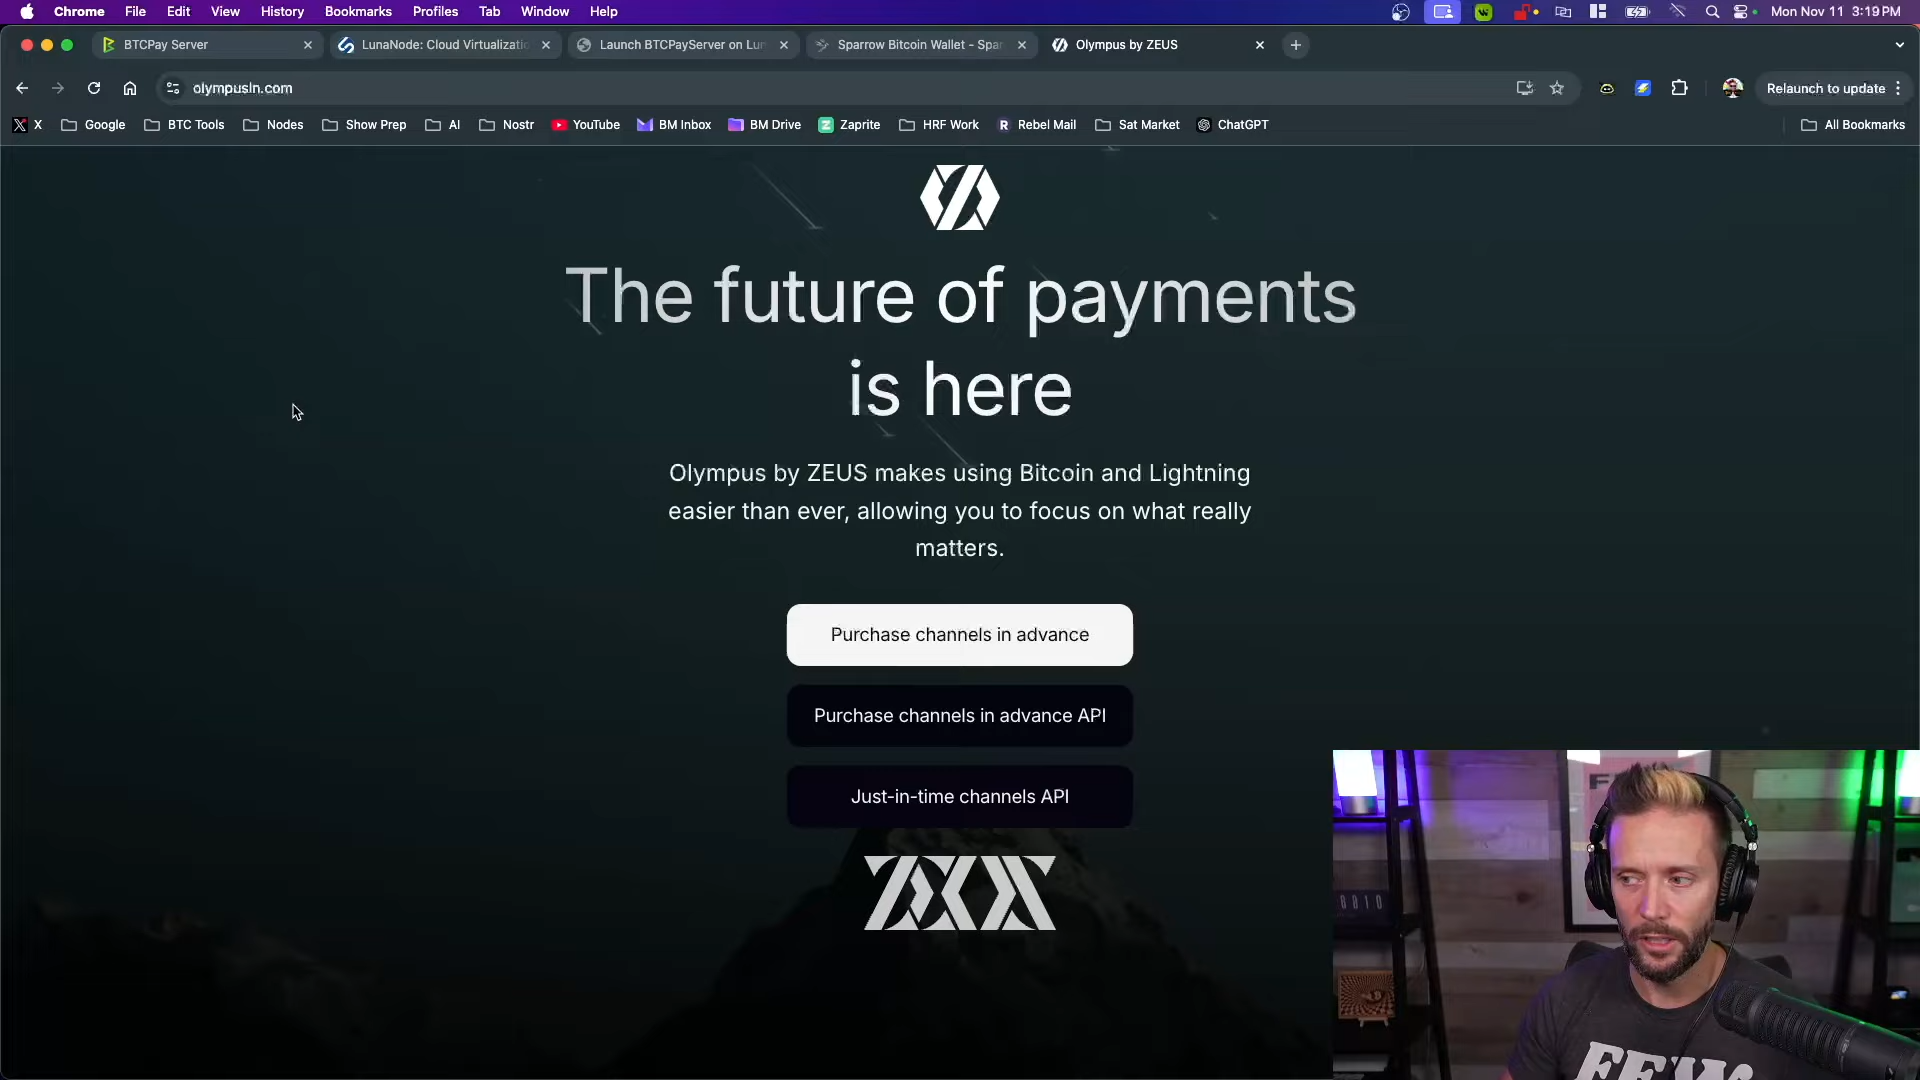 Chrome File Edit View History Bookmarks Profiles Tab Window Help Mon Nov 11 3:19 PM
BTCPay Server LunaNode: Cloud Virtualizati Launch BTCPayServer on Lun Sparrow Bitcoin Wallet - Spar Olympus by ZEUS
olympusln.com Relaunch to update
X Google BTC Tools Nodes Show Prep AI Nostr YouTube BM Inbox BM Drive Zaprite HRF Work Rebel Mail Sat Market ChatGPT All Bookmarks
The future of payments
is here
Olympus by ZEUS makes using Bitcoin and Lightning
easier than ever, allowing you to focus on what really
matters.
Purchase channels in advance
Purchase channels in advance API
Just-in-time channels API